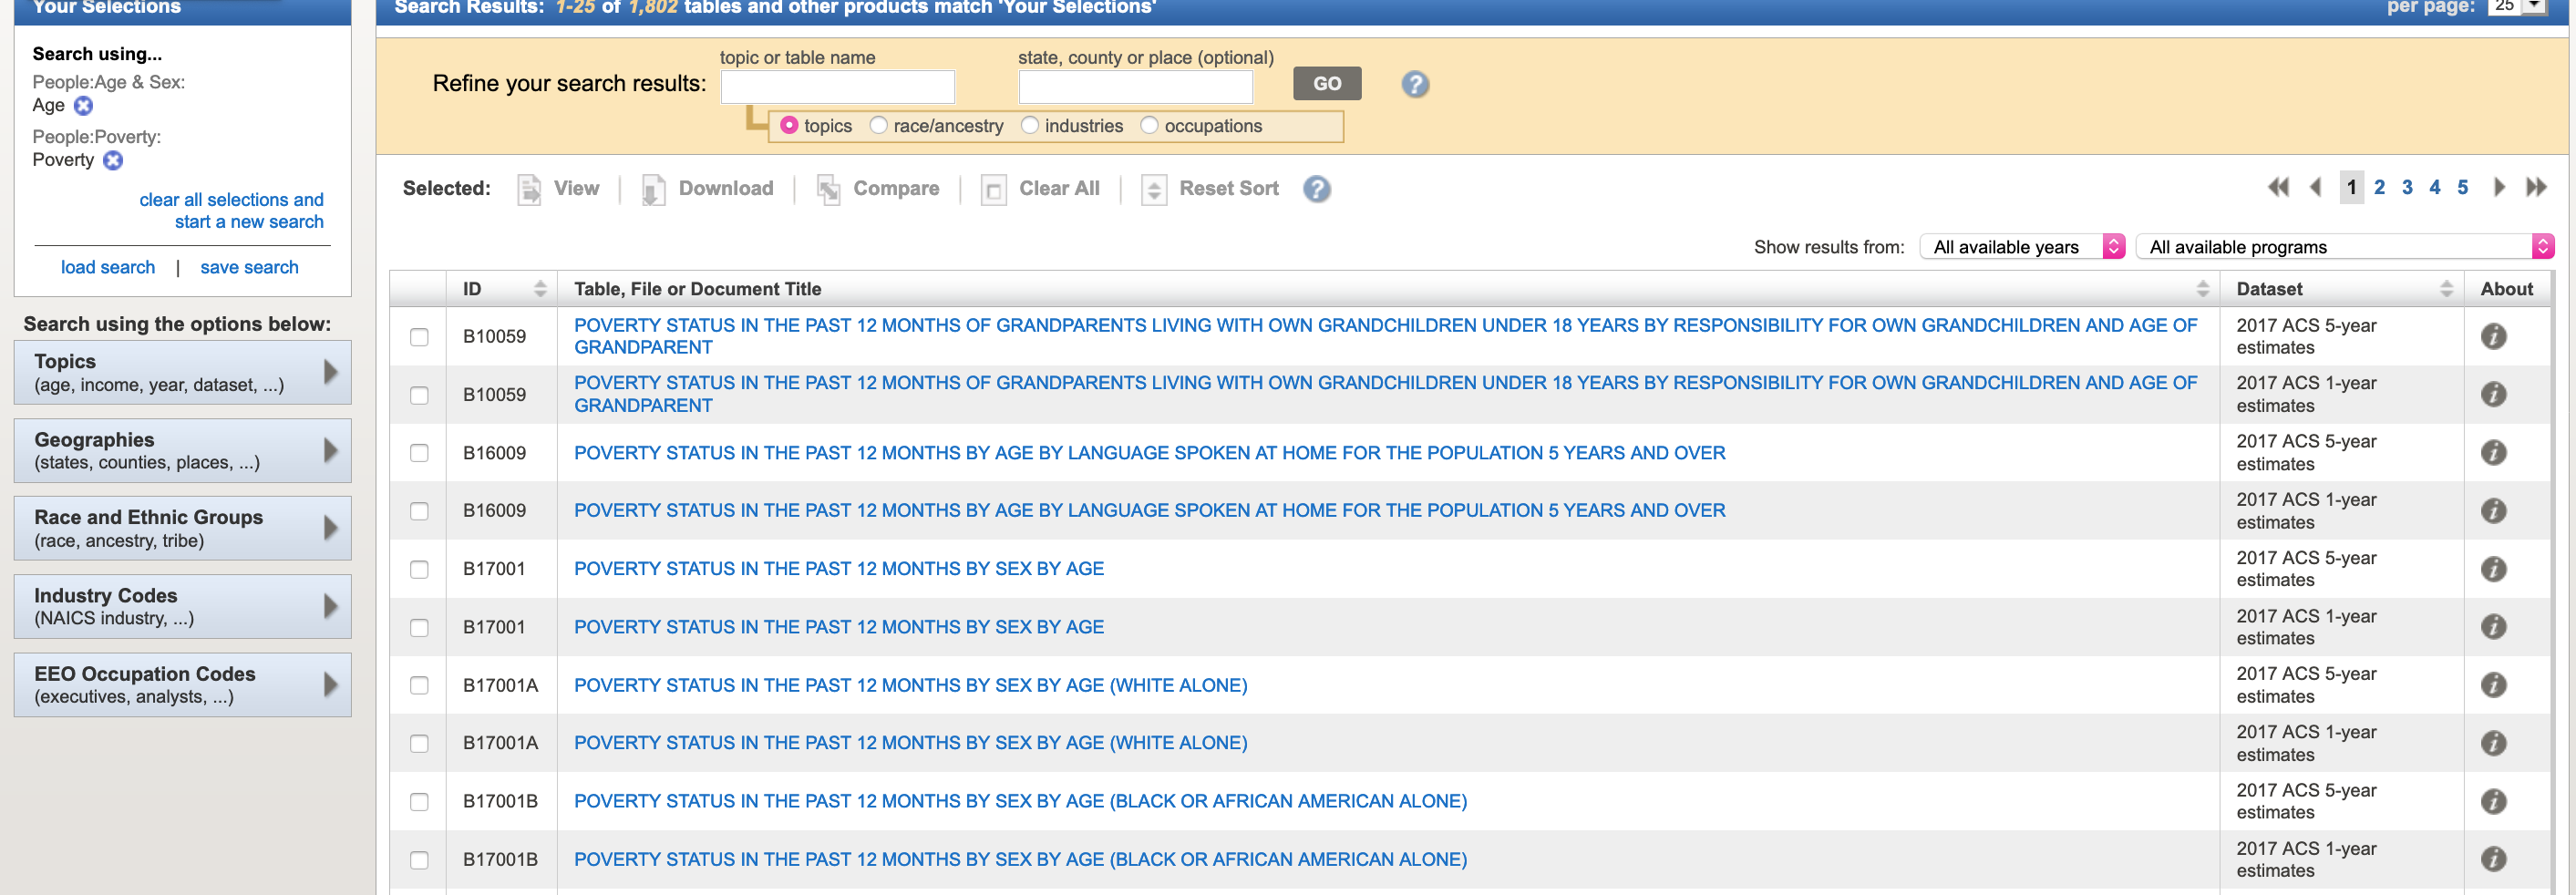 Your Selections
Search using...
People:Age & Sex:
Age
People:Poverty:
Poverty
clear all selections and
start a new search
load search | save search
Search using the options below:
Topics
(age, income, year, dataset, ...)
Geographies
(states, counties, places, ...)
Race and Ethnic Groups
(race, ancestry, tribe)
Industry Codes
(NAICS industry, ...)
EEO Occupation Codes
(executives, analysts, ...)
Search Results: 1-25 of 1,802 tables and other products match 'Your Selections'
per page: 25
topic or table name
state, county or place (optional)
Refine your search results:
GO
?
topics race/ancestry industries occupations
Selected: View | Download | Compare | Clear All | Reset Sort ?
1 2 3 4 5
Show results from: All available years All available programs
ID Table, File or Document Title Dataset About
B10059 POVERTY STATUS IN THE PAST 12 MONTHS OF GRANDPARENTS LIVING WITH OWN GRANDCHILDREN UNDER 18 YEARS BY RESPONSIBILITY FOR OWN GRANDCHILDREN AND AGE OF 2017 ACS 5-year
GRANDPARENT estimates
B10059 POVERTY STATUS IN THE PAST 12 MONTHS OF GRANDPARENTS LIVING WITH OWN GRANDCHILDREN UNDER 18 YEARS BY RESPONSIBILITY FOR OWN GRANDCHILDREN AND AGE OF 2017 ACS 1-year
GRANDPARENT estimates
B16009 POVERTY STATUS IN THE PAST 12 MONTHS BY AGE BY LANGUAGE SPOKEN AT HOME FOR THE POPULATION 5 YEARS AND OVER 2017 ACS 5-year
estimates
B16009 POVERTY STATUS IN THE PAST 12 MONTHS BY AGE BY LANGUAGE SPOKEN AT HOME FOR THE POPULATION 5 YEARS AND OVER 2017 ACS 1-year
estimates
B17001 POVERTY STATUS IN THE PAST 12 MONTHS BY SEX BY AGE 2017 ACS 5-year
estimates
B17001 POVERTY STATUS IN THE PAST 12 MONTHS BY SEX BY AGE 2017 ACS 1-year
estimates
B17001A POVERTY STATUS IN THE PAST 12 MONTHS BY SEX BY AGE (WHITE ALONE) 2017 ACS 5-year
estimates
B17001A POVERTY STATUS IN THE PAST 12 MONTHS BY SEX BY AGE (WHITE ALONE) 2017 ACS 1-year
estimates
B17001B POVERTY STATUS IN THE PAST 12 MONTHS BY SEX BY AGE (BLACK OR AFRICAN AMERICAN ALONE) 2017 ACS 5-year
estimates
B17001B POVERTY STATUS IN THE PAST 12 MONTHS BY SEX BY AGE (BLACK OR AFRICAN AMERICAN ALONE) 2017 ACS 1-year
estimates